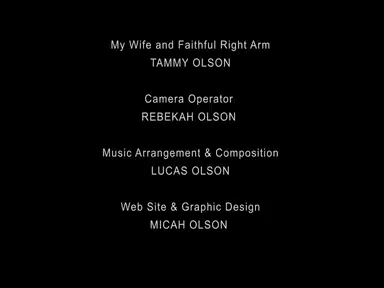 My Wife and Faithful Right Arm
TAMMY OLSON
Camera Operator
REBEKAH OLSON
Music Arrangement & Composition
LUCAS OLSON
Web Site & Graphic Design
MICAH OLSON